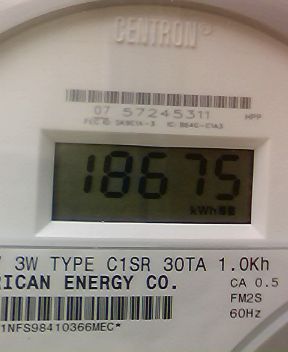 CENTRON®
07 57245311 HPP
18675
kWh
3W TYPE C1SR 30TA 1.0Kh
RICAN ENERGY CO. CA 0.5
FM2S
60Hz
1NFS98410366MEC*